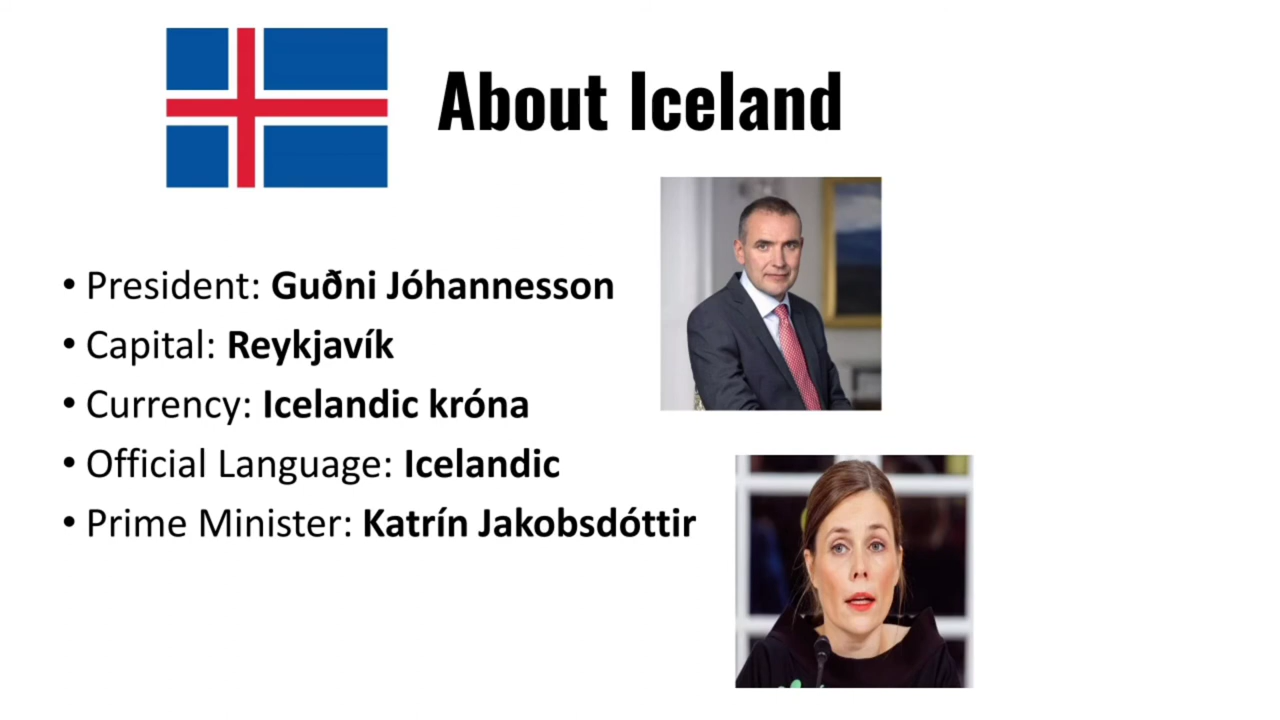 About Iceland
• President: Guðni Jóhannesson
• Capital: Reykjavík
• Currency: Icelandic króna
• Official Language: Icelandic
• Prime Minister: Katrín Jakobsdóttir